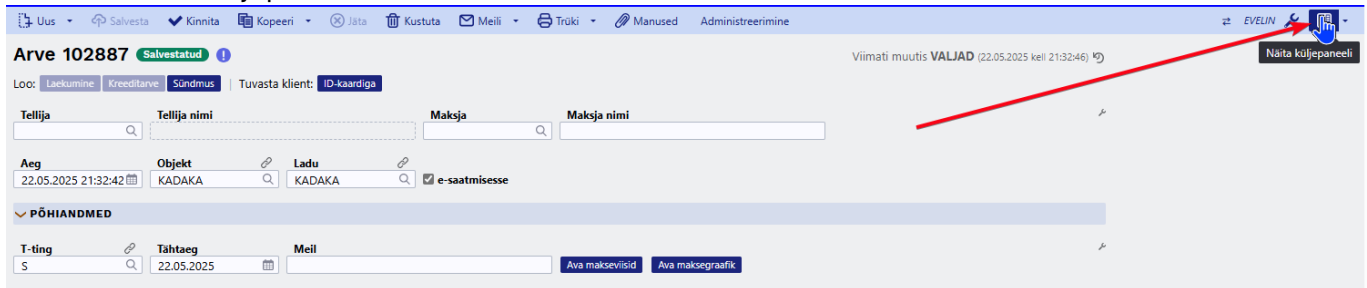 Uus Salvesta Kinnita Kopeeri Jäta Kustuta Meili Trüki Manused Administreerimine EVELIN
Näita küljepaneeli
Arve 102887 Salvestatud ! Viimati muutis VALJAD (22.05.2025 kell 21:32:46)
Loo: Laekumine Kreeditarve Sündmus | Tuvasta klient: ID-kaardiga
Tellija Tellija nimi Maksja Maksja nimi
Aeg Objekt Ladu
22.05.2025 21:32:42 KADAKA KADAKA e-saatmisesse
PÕHIANDMED
T-ting Tähtaeg Meil
S 22.05.2025 Ava makseviisid Ava maksegraafik